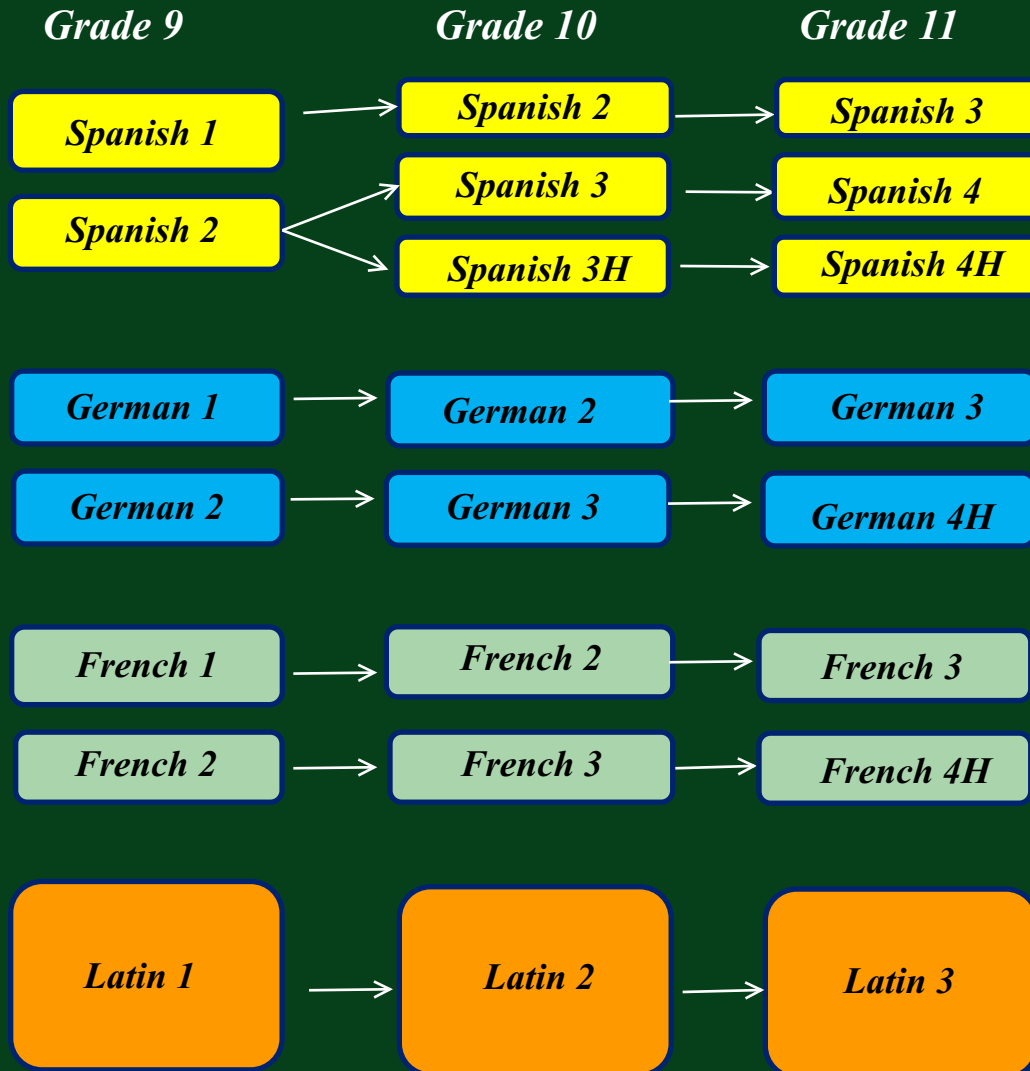 Grade 9 Grade 10 Grade 11
Spanish 1 Spanish 2 Spanish 3
Spanish 2 Spanish 3 Spanish 4
Spanish 3H Spanish 4H
German 1 German 2 German 3
German 2 German 3 German 4H
French 1 French 2 French 3
French 2 French 3 French 4H
Latin 1 Latin 2 Latin 3